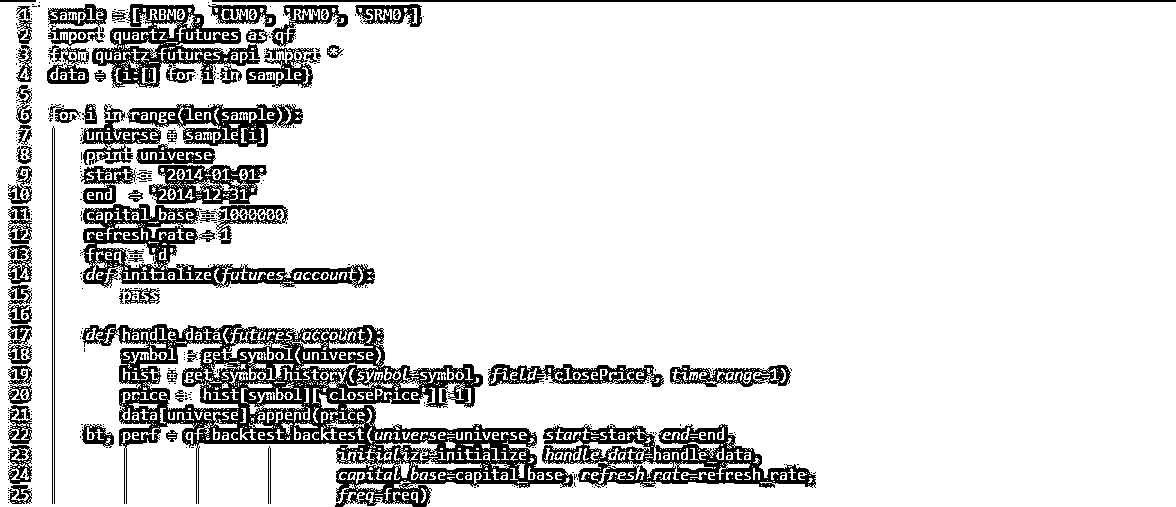 1 sample = ['RBM0', 'CUM0', 'RMM0', 'SRM0']
2 import quartz_futures as qf
3 from quartz_futures.api import *
4 data = {i:[] for i in sample}
5
6 for i in range(len(sample)):
7     universe = sample[i]
8     print universe
9     start = '2014-01-01'
10     end  = '2014-12-31'
11     capital_base = 1000000
12     refresh_rate = 1
13     freq = 'd'
14     def initialize(futures_account):
15         pass
16
17     def handle_data(futures_account):
18         symbol = get_symbol(universe)
19         hist = get_symbol_history(symbol=symbol, field='closePrice', time_range=1)
20         price = hist[symbol]['closePrice'][-1]
21         data[universe].append(price)
22     bt, perf = qf.backtest.backtest(universe=universe, start=start, end=end,
23                                 initialize=initialize, handle_data=handle_data,
24                                 capital_base=capital_base, refresh_rate=refresh_rate,
25                                 freq=freq)